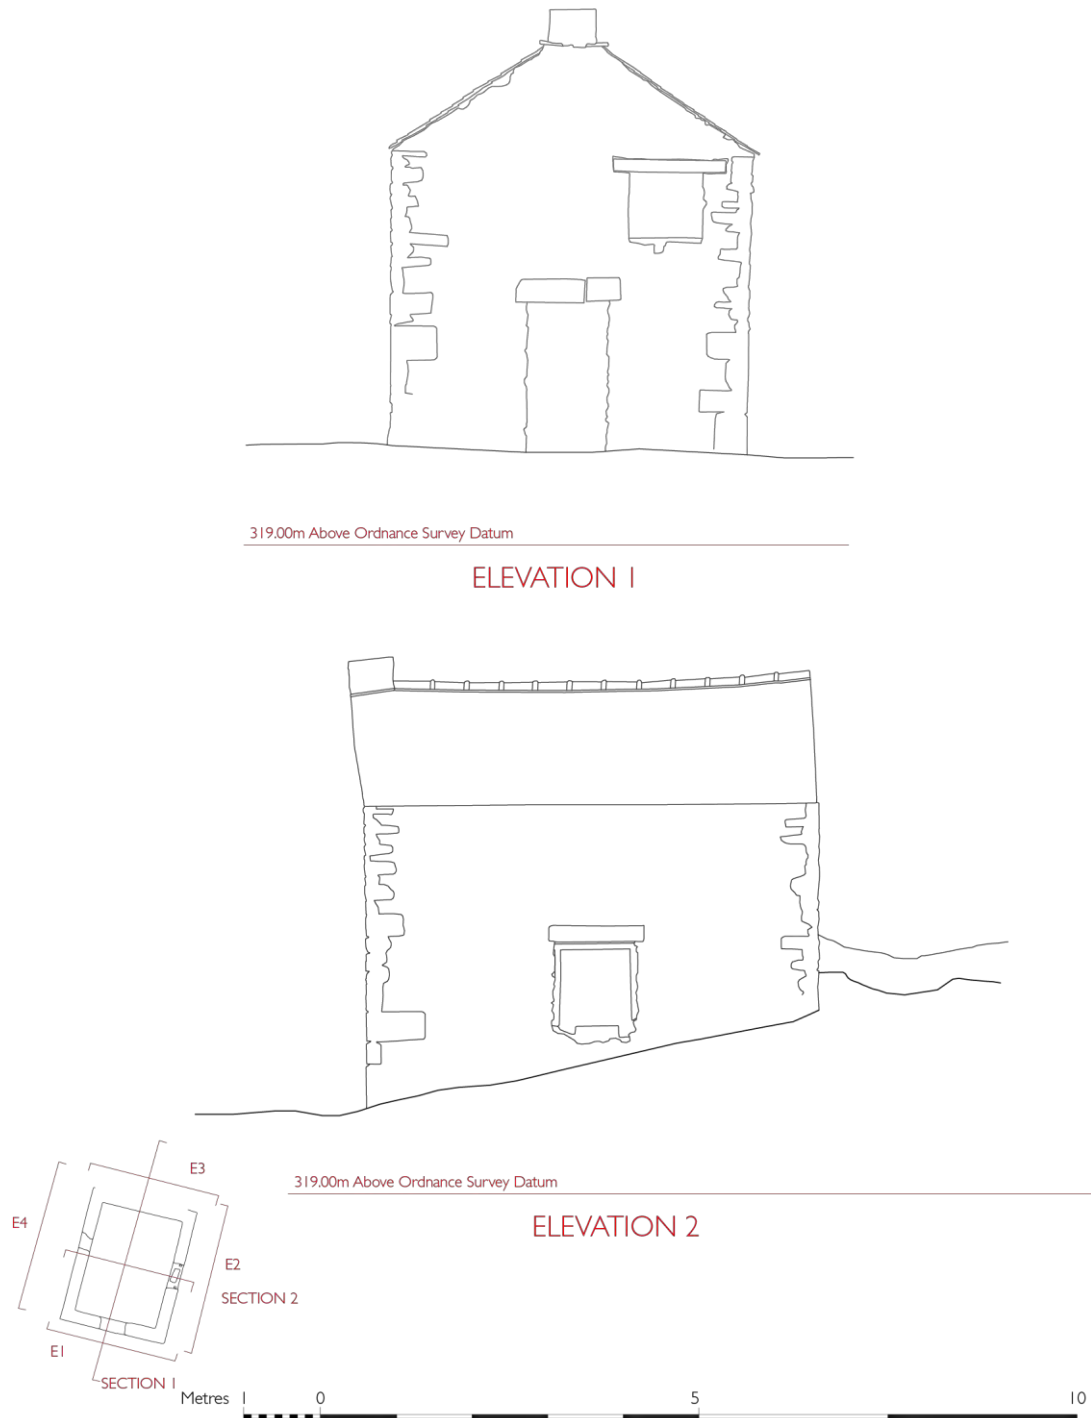 319.00m Above Ordnance Survey Datum
ELEVATION 1
319.00m Above Ordnance Survey Datum
ELEVATION 2
E3
E4
E2
SECTION 2
E1
SECTION 1
Metres 1 0 5 10